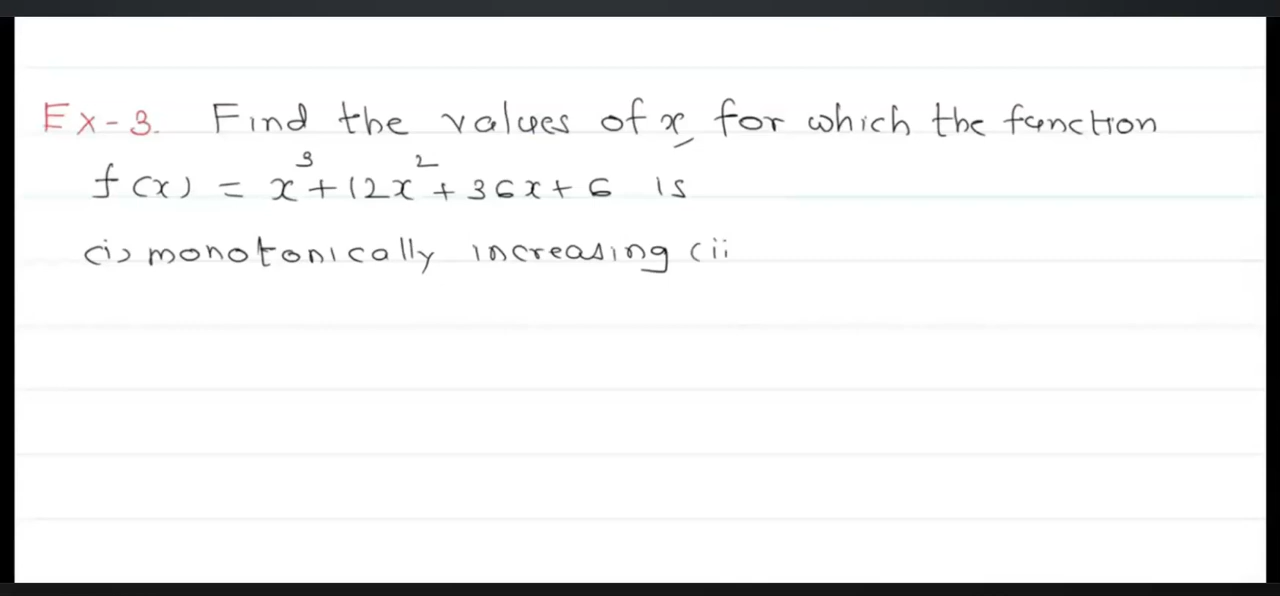 Ex-3. Find the values of x for which the function
f(x) = x³+12x²+36x+6 is
(i) monotonically increasing (ii